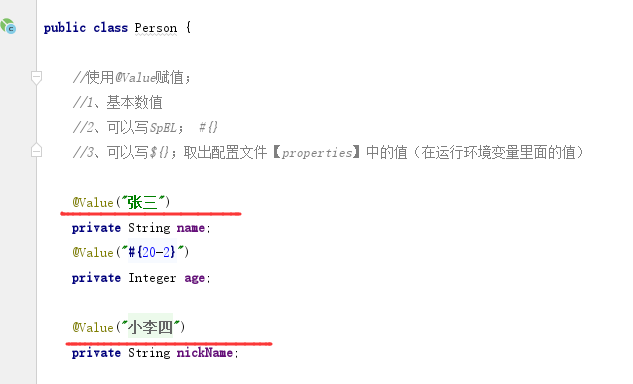 public class Person {
//使用@Value赋值;
//1、基本数值
//2、可以写SpEL; #{}
//3、可以写${};取出配置文件【properties】中的值（在运行环境变量里面的值）
@Value("张三")
private String name;
@Value("#{20-2}")
private Integer age;
@Value("小李四")
private String nickName;